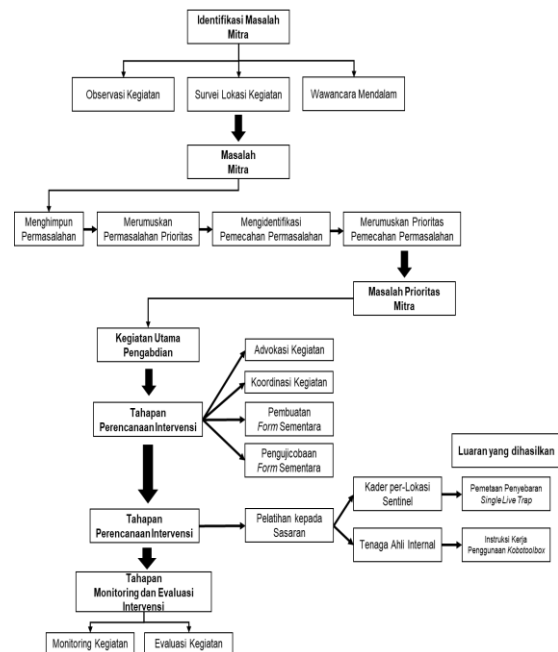 Identifikasi Masalah
Mitra
Observasi Kegiatan
Survei Lokasi Kegiatan
Wawancara Mendalam
Masalah
Mitra
Menghimpun
Permasalahan
Merumuskan
Permasalahan Prioritas
Mengidentifikasi
Pemecahan Permasalahan
Merumuskan Prioritas
Pemecahan Permasalahan
Masalah Prioritas
Mitra
Kegiatan Utama
Pengabdian
Advokasi Kegiatan
Koordinasi Kegiatan
Tahapan
Perencanaan Intervensi
Pembuatan
Form Sementara
Pengujicobaan
Form Sementara
Luaran yang dihasilkan
Tahapan
Perencanaan Intervensi
Pelatihan kepada
Sasaran
Kader per-Lokasi
Sentinel
Pemetaan Penyebaran
Single Live Trap
Tenaga Ahli Internal
Instruksi Kerja
Penggunaan Kobotoolbox
Tahapan
Monitoring dan Evaluasi
Intervensi
Monitoring Kegiatan
Evaluasi Kegiatan